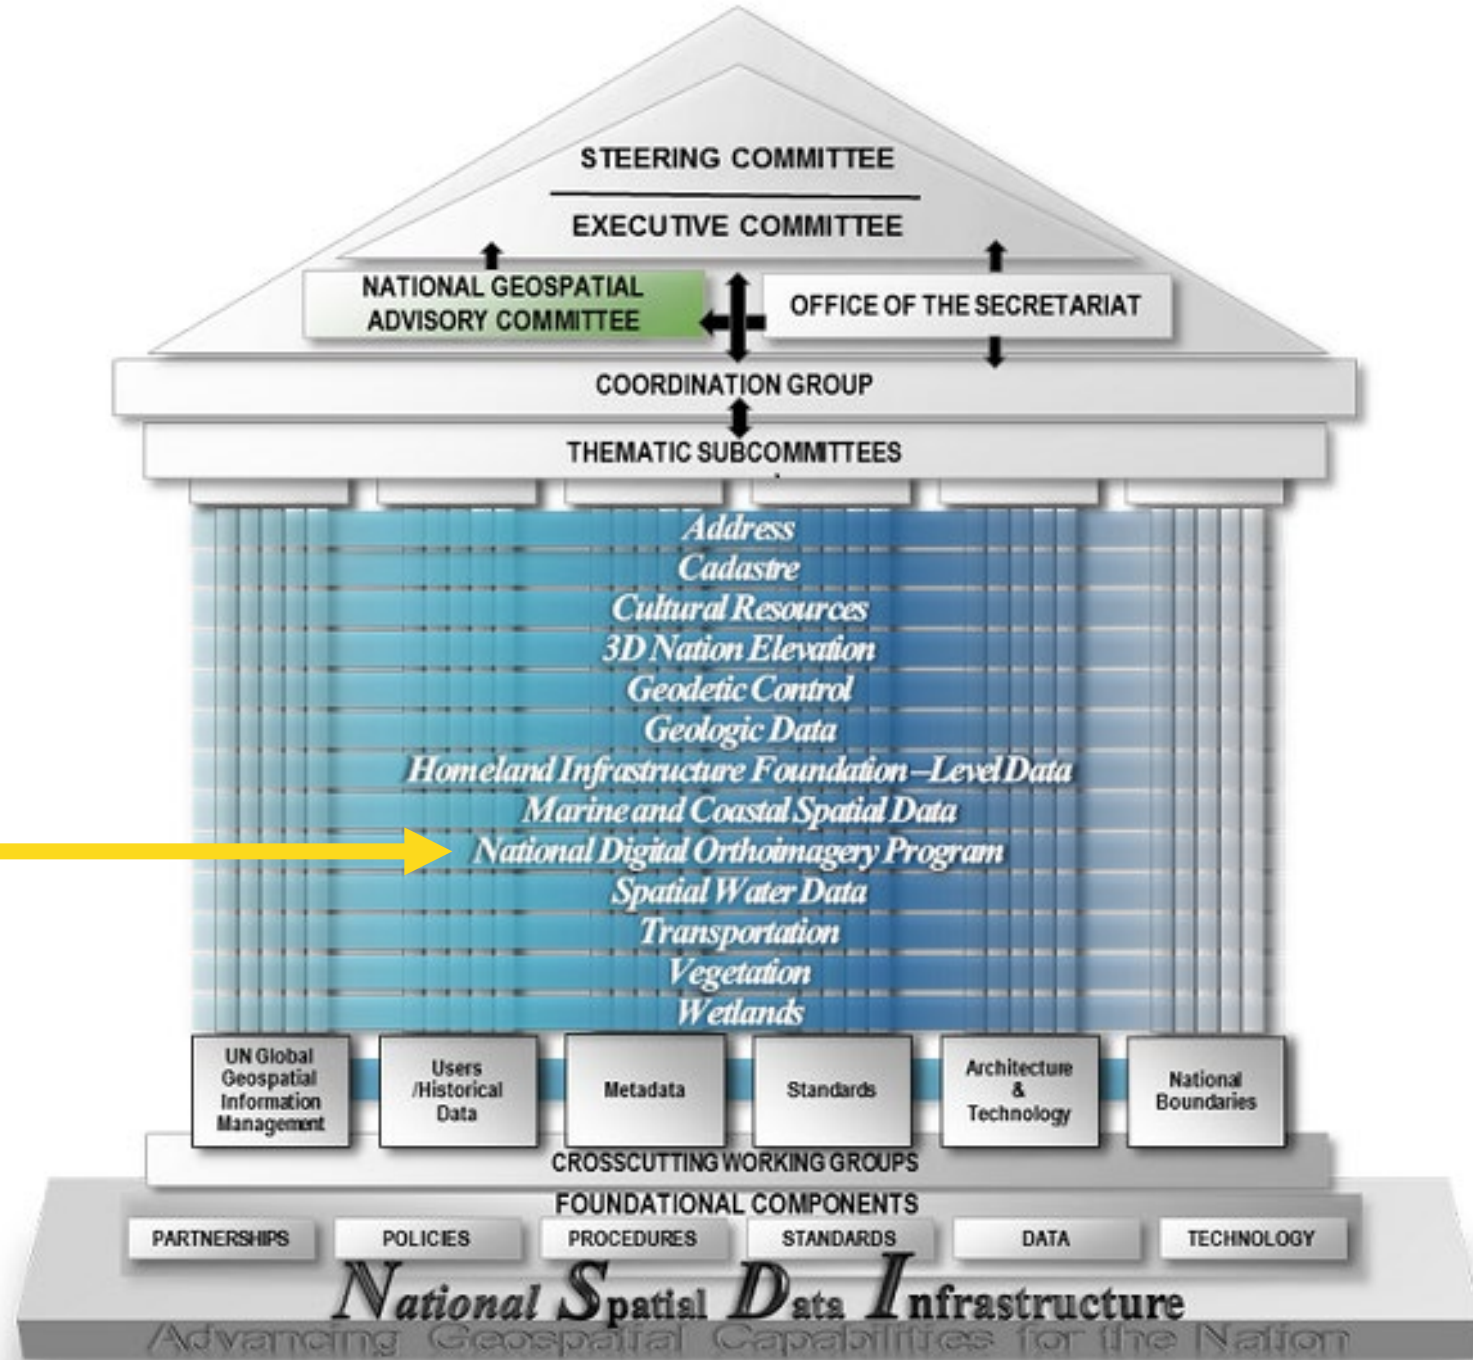 STEERING COMMITTEE
EXECUTIVE COMMITTEE
NATIONAL GEOSPATIAL
ADVISORY COMMITTEE
OFFICE OF THE SECRETARIAT
COORDINATION GROUP
THEMATIC SUBCOMMITTEES
Address
Cadastre
Cultural Resources
3D Nation Elevation
Geodetic Control
Geologic Data
Homeland Infrastructure Foundation–Level Data
Marine and Coastal Spatial Data
National Digital Orthoimagery Program
Spatial Water Data
Transportation
Vegetation
Wetlands
UN Global
Geospatial
Information
Management
Users
/Historical
Data
Metadata
Standards
Architecture
&
Technology
National
Boundaries
CROSSCUTTING WORKING GROUPS
FOUNDATIONAL COMPONENTS
PARTNERSHIPS
POLICIES
PROCEDURES
STANDARDS
DATA
TECHNOLOGY
National Spatial Data Infrastructure
Advancing Geospatial Capabilities for the Nation